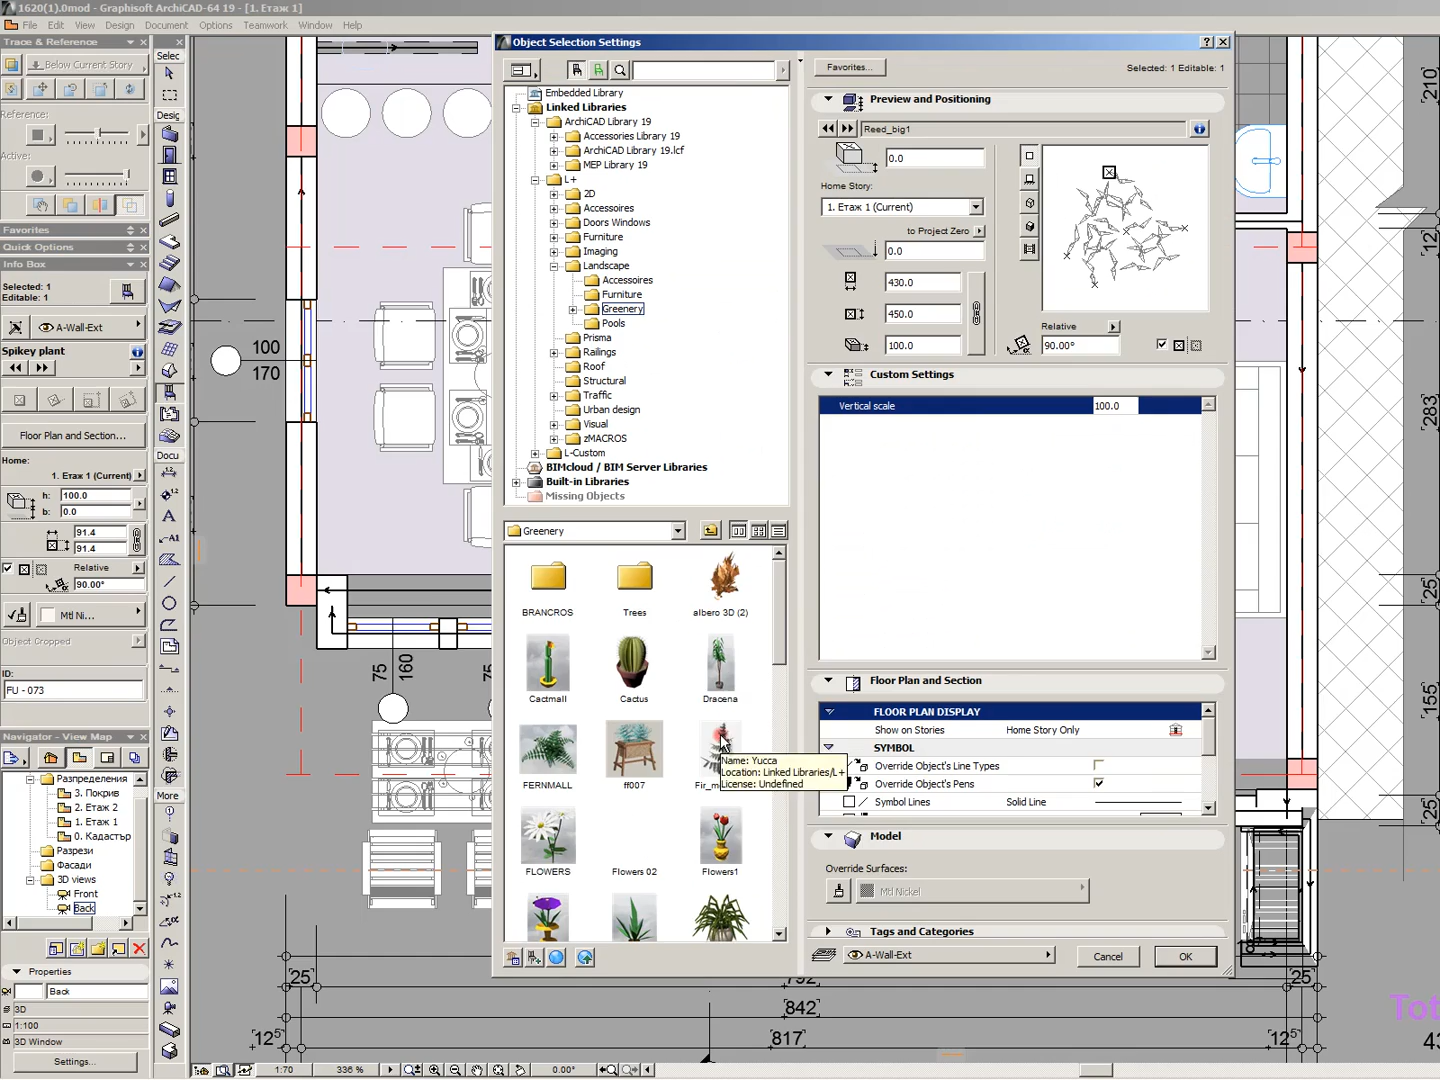 1620(1).0mod - Graphisoft ArchiCAD-64 19 - [1. Етаж 1]
File Edit View Design Document Options Teamwork Window Help
Trace & Reference
Below Current Story
Reference:
Active:
Favorites
Quick Options
Info Box
Selected: 1
Editable: 1
A-Wall-Ext
Spikey plant
Floor Plan and Section...
Home:
1. Етаж 1 (Current)
h: 100.0
b: 0.0
91.4
91.4
Relative
90.00°
Mtl Ni...
Object Cropped
ID:
FU - 073
Navigator - View Map
Разпределения
3. Покрив
2. Етаж 2
1. Етаж 1
0. Кадастър
Разрези
Фасади
3D views
Front
Back
Properties
Back
3D
1:100
3D Window
Settings...
Selec
Desig
Docu
More
100
170
75
160
75
25
792
842
817
12⁵
25
12⁵
210
12
283
25
155
25
18
Tot
43
1:70 336 % 0.00°
Object Selection Settings
Embedded Library
Linked Libraries
ArchiCAD Library 19
Accessories Library 19
ArchiCAD Library 19.lcf
MEP Library 19
L+
2D
Accessoires
Doors Windows
Furniture
Imaging
Landscape
Accessoires
Furniture
Greenery
Pools
Prisma
Railings
Roof
Structural
Traffic
Urban design
Visual
zMACROS
L-Custom
BIMcloud / BIM Server Libraries
Built-in Libraries
Missing Objects
Greenery
BRANCROS Trees albero 3D (2)
Cactmall Cactus Dracena
FERNMALL ff007 Fir_m
Name: Yucca
Location: Linked Libraries/L+
License: Undefined
FLOWERS Flowers 02 Flowers1
Favorites...
Selected: 1 Editable: 1
Preview and Positioning
Reed_big1
0.0
Home Story:
1. Етаж 1 (Current)
to Project Zero
0.0
430.0
450.0
100.0
Relative
90.00°
Custom Settings
Vertical scale 100.0
Floor Plan and Section
FLOOR PLAN DISPLAY
Show on Stories Home Story Only
SYMBOL
Override Object's Line Types
Override Object's Pens
Symbol Lines Solid Line
Model
Override Surfaces:
Mtl Nickel
Tags and Categories
A-Wall-Ext
Cancel
OK